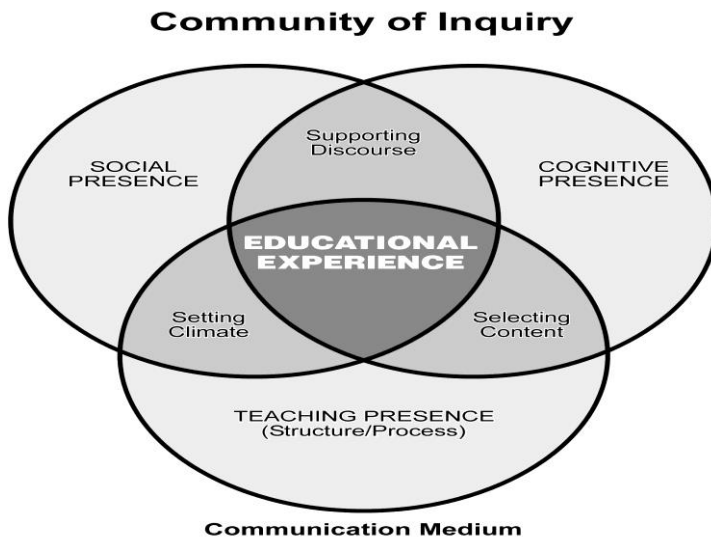 Community of Inquiry
Supporting
Discourse
SOCIAL
PRESENCE
COGNITIVE
PRESENCE
EDUCATIONAL
EXPERIENCE
Setting
Climate
Selecting
Content
TEACHING PRESENCE
(Structure/Process)
Communication Medium